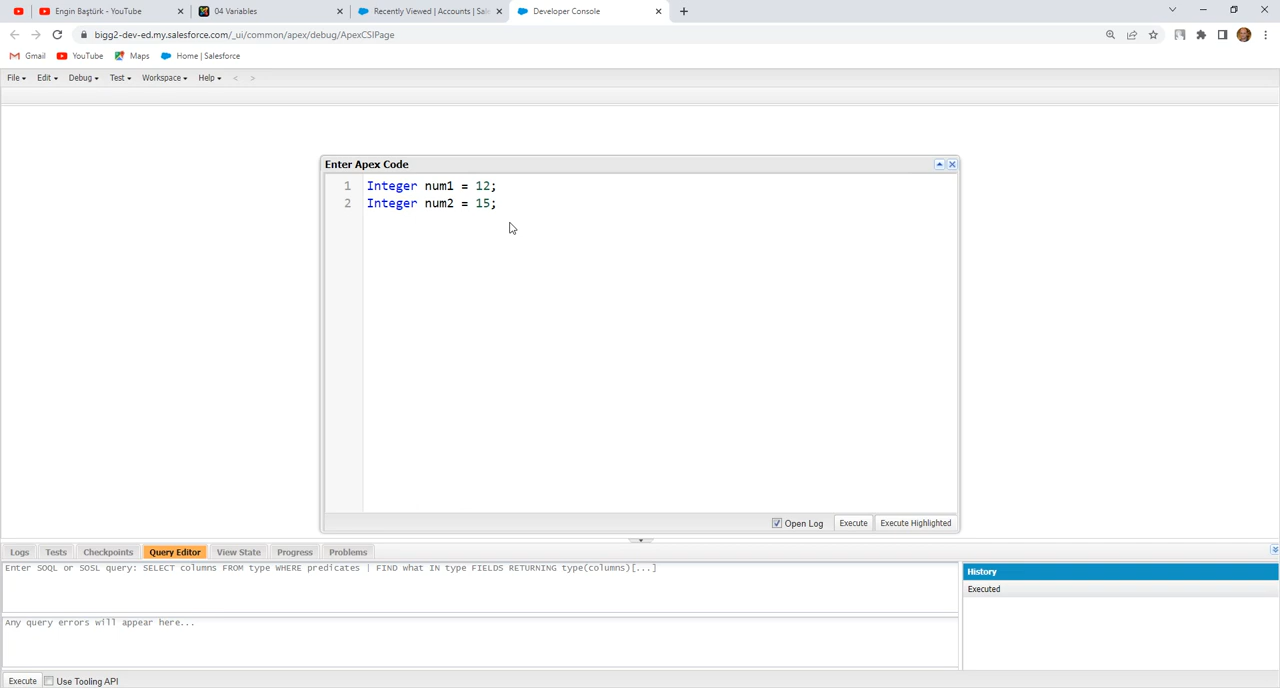 Engin Baştürk - YouTube
04 Variables
Recently Viewed | Accounts | Sale
Developer Console
bigg2-dev-ed.my.salesforce.com/_ui/common/apex/debug/ApexCSIPage
Gmail
YouTube
Maps
Home | Salesforce
File
Edit
Debug
Test
Workspace
Help
<
>
Enter Apex Code
1 Integer num1 = 12;
2 Integer num2 = 15;
Open Log
Execute
Execute Highlighted
Logs
Tests
Checkpoints
Query Editor
View State
Progress
Problems
Enter SOQL or SOSL query: SELECT columns FROM type WHERE predicates | FIND what IN type FIELDS RETURNING type(columns)[...]
History
Executed
Any query errors will appear here...
Execute
Use Tooling API